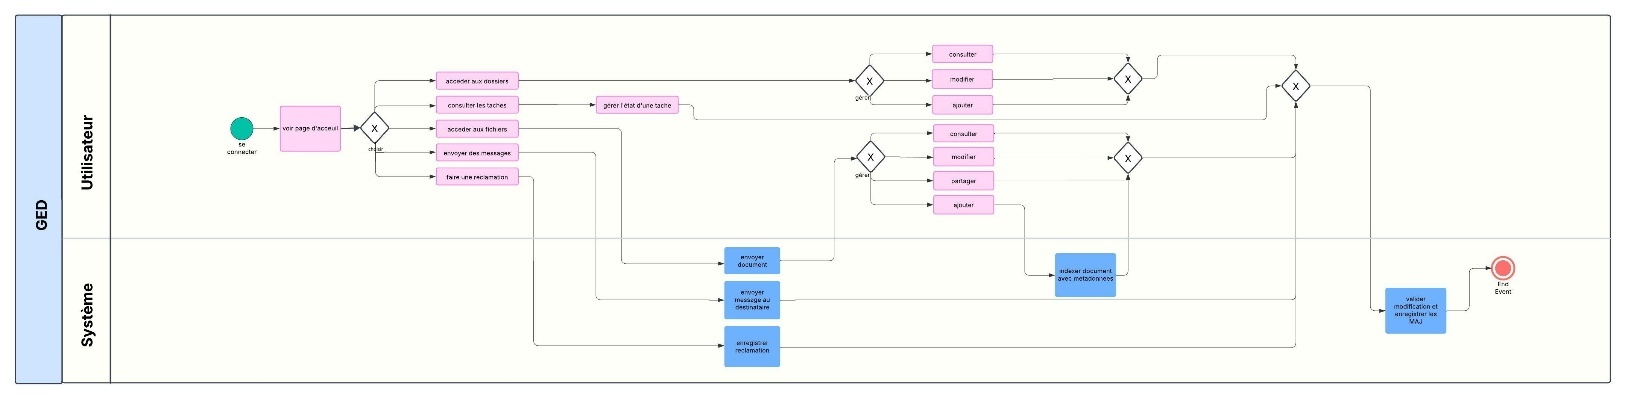 GED
Utilisateur
Système
se
connecter
voir page d'acceuil
X
choisir
acceder aux dossiers
consulter les taches
gérer l'état d'une tache
acceder aux fichiers
envoyer des messages
faire une reclamation
X
gérer
consulter
modifier
ajouter
X
X
X
gérer
consulter
modifier
partager
ajouter
X
envoyer
document
envoyer
message au
destinataire
enregistrer
reclamation
indexer document
avec metadonnees
valider
modification et
enregistrer les
MAJ
End
Event